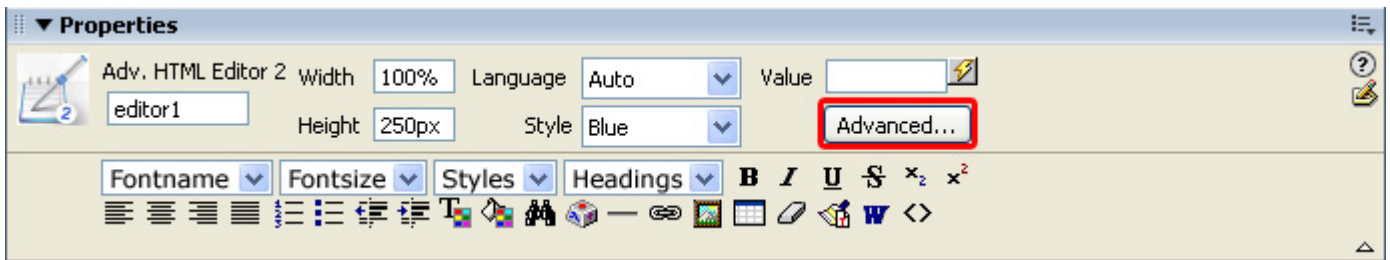 Properties
Adv. HTML Editor 2 Width 100% Language Auto Value
editor1 Height 250px Style Blue Advanced...
Fontname Fontsize Styles Headings B I U S x₂ x²
W <>